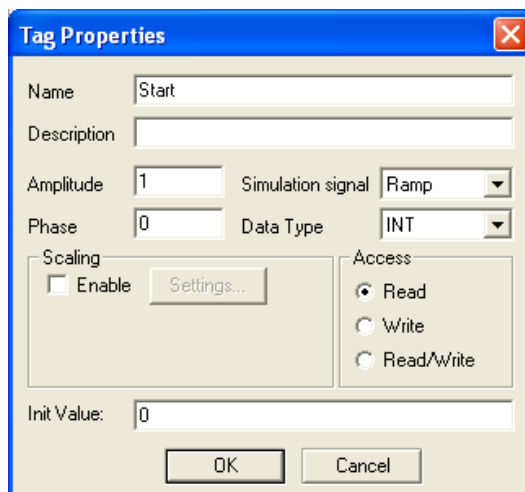 Tag Properties
Name Start
Description
Amplitude 1 Simulation signal Ramp
Phase 0 Data Type INT
Scaling Access
Enable Settings... Read
Write
Read/Write
Init Value: 0
OK Cancel